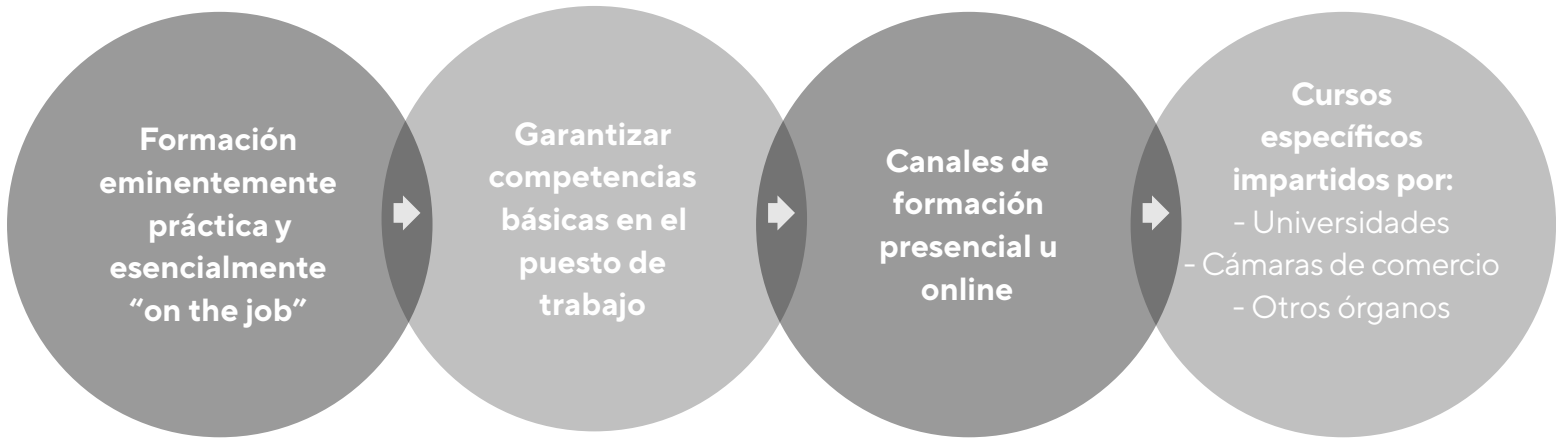 Formación
eminentemente
práctica y
esencialmente
“on the job”
Garantizar
competencias
básicas en el
puesto de
trabajo
Canales de
formación
presencial u
online
Cursos
específicos
impartidos por:
- Universidades
- Cámaras de comercio
- Otros órganos